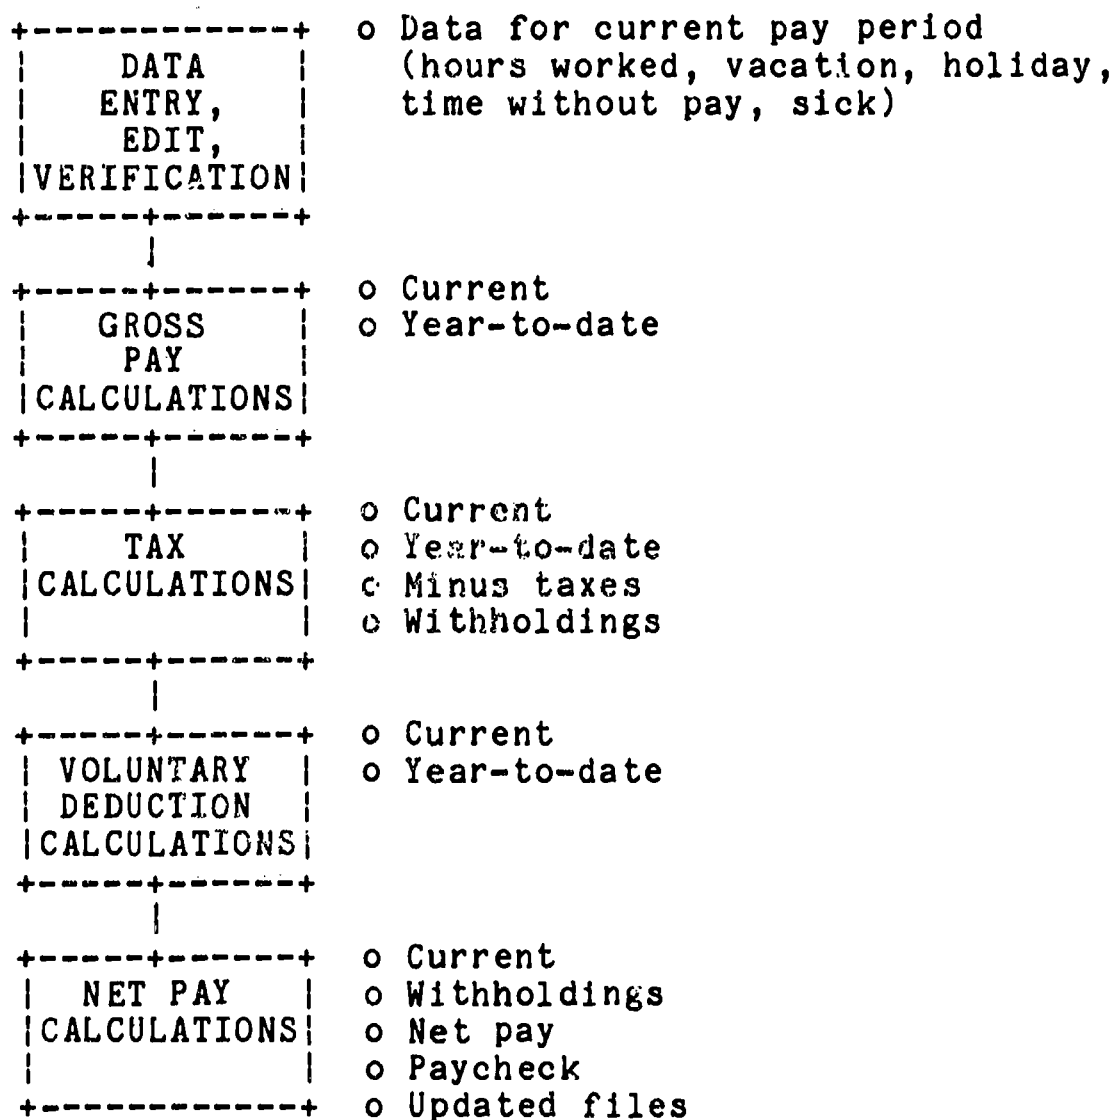 +------------+ o Data for current pay period
| DATA | (hours worked, vacation, holiday,
| ENTRY, | time without pay, sick)
| EDIT, |
|VERIFICATION|
+-----+------+
|
+-----+------+ o Current
| GROSS | o Year-to-date
| PAY |
|CALCULATIONS|
+-----+------+
|
+-----+------+ o Current
| TAX | o Year-to-date
|CALCULATIONS| o Minus taxes
| | o Withholdings
+-----+------+
|
+-----+------+ o Current
| VOLUNTARY | o Year-to-date
| DEDUCTION |
|CALCULATIONS|
+-----+------+
|
+-----+------+ o Current
| NET PAY | o Withholdings
|CALCULATIONS| o Net pay
| | o Paycheck
+------------+ o Updated files